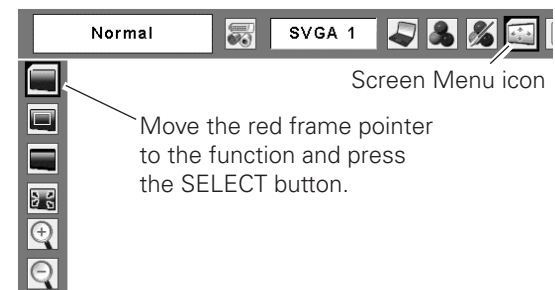 Normal
SVGA 1
Screen Menu icon
Move the red frame pointer
to the function and press
the SELECT button.